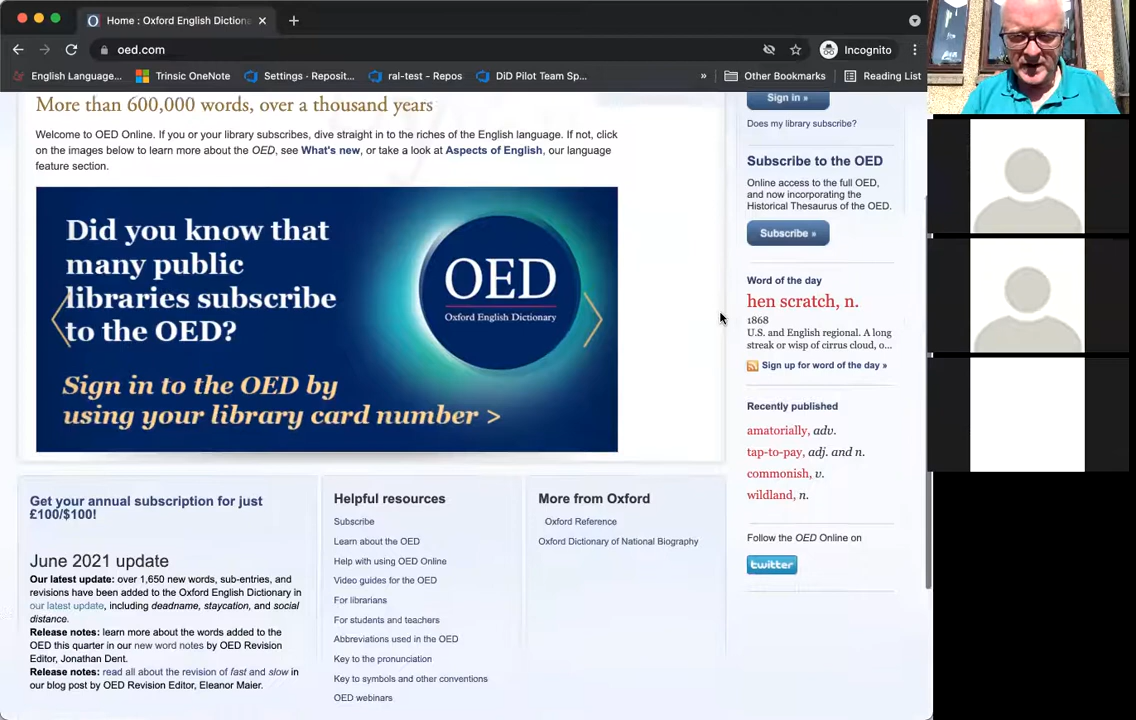 Home : Oxford English Dictiona
oed.com
Incognito
English Language...
Trinsic OneNote
Settings - Reposit...
ral-test - Repos
DiD Pilot Team Sp...
»
Other Bookmarks
Reading List
More than 600,000 words, over a thousand years
Welcome to OED Online. If you or your library subscribes, dive straight in to the riches of the English language. If not, click
on the images below to learn more about the OED, see What's new, or take a look at Aspects of English, our language
feature section.
Did you know that
many public
libraries subscribe
to the OED?
Sign in to the OED by
using your library card number >
OED
Oxford English Dictionary
Sign in »
Does my library subscribe?
Subscribe to the OED
Online access to the full OED,
and now incorporating the
Historical Thesaurus of the OED.
Subscribe »
Word of the day
hen scratch, n.
1868
U.S. and English regional. A long
streak or wisp of cirrus cloud, o...
Sign up for word of the day »
Recently published
amatorially, adv.
tap-to-pay, adj. and n.
commonish, v.
wildland, n.
Follow the OED Online on
twitter
Get your annual subscription for just
£100/$100!
June 2021 update
Our latest update: over 1,650 new words, sub-entries, and
revisions have been added to the Oxford English Dictionary in
our latest update, including deadname, staycation, and social
distance.
Release notes: learn more about the words added to the
OED this quarter in our new word notes by OED Revision
Editor, Jonathan Dent.
Release notes: read all about the revision of fast and slow in
our blog post by OED Revision Editor, Eleanor Maier.
Helpful resources
Subscribe
Learn about the OED
Help with using OED Online
Video guides for the OED
For librarians
For students and teachers
Abbreviations used in the OED
Key to the pronunciation
Key to symbols and other conventions
OED webinars
More from Oxford
Oxford Reference
Oxford Dictionary of National Biography